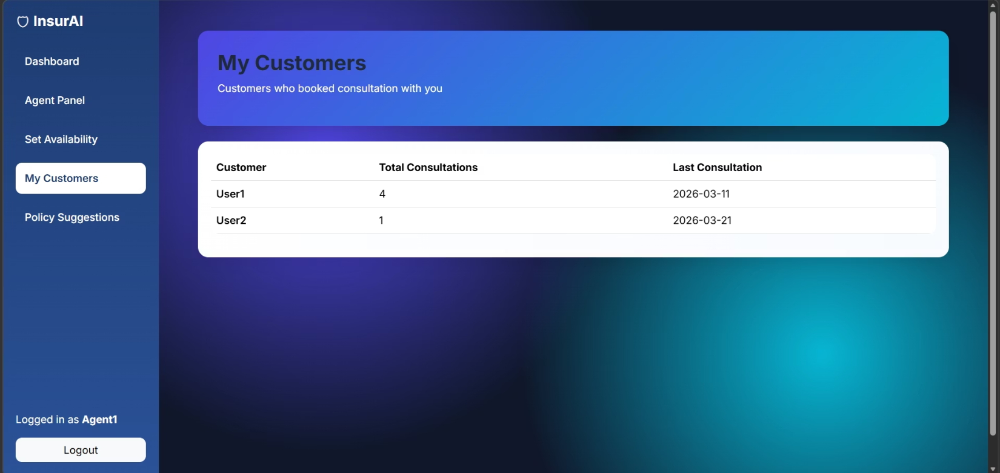 InsurAI
Dashboard
Agent Panel
Set Availability
My Customers
Policy Suggestions
Logged in as Agent1
Logout
My Customers
Customers who booked consultation with you
Customer Total Consultations Last Consultation
User1 4 2026-03-11
User2 1 2026-03-21